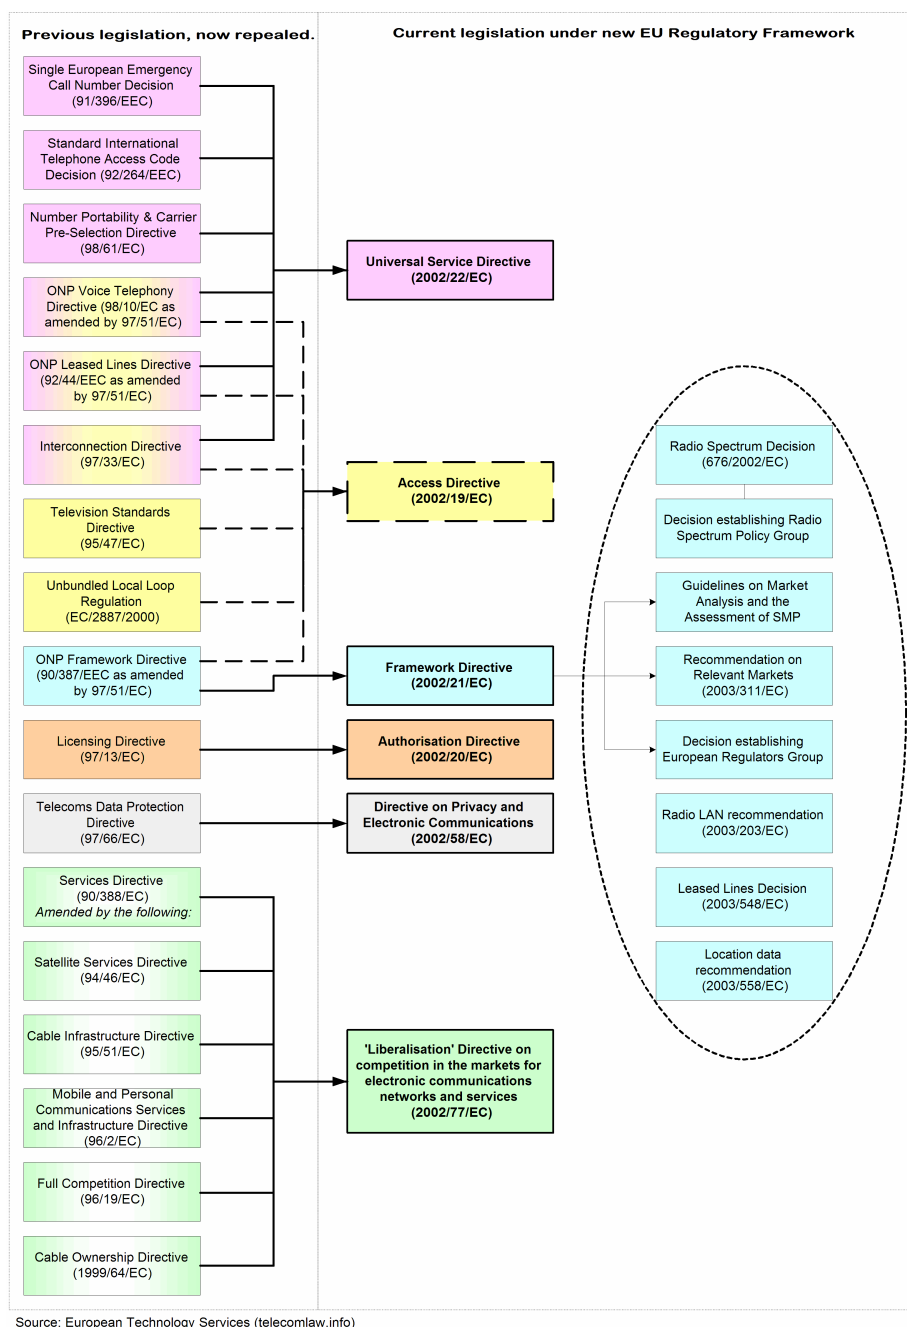 Previous legislation, now repealed.
Current legislation under new EU Regulatory Framework
Single European Emergency
Call Number Decision
(91/396/EEC)
Standard International
Telephone Access Code
Decision (92/264/EEC)
Number Portability & Carrier
Pre-Selection Directive
(98/61/EC)
ONP Voice Telephony
Directive (98/10/EC as
amended by 97/51/EC)
ONP Leased Lines Directive
(92/44/EEC as amended
by 97/51/EC)
Interconnection Directive
(97/33/EC)
Television Standards
Directive
(95/47/EC)
Unbundled Local Loop
Regulation
(EC/2887/2000)
ONP Framework Directive
(90/387/EEC as amended
by 97/51/EC)
Licensing Directive
(97/13/EC)
Telecoms Data Protection
Directive
(97/66/EC)
Services Directive
(90/388/EC)
Amended by the following:
Satellite Services Directive
(94/46/EC)
Cable Infrastructure Directive
(95/51/EC)
Mobile and Personal
Communications Services
and Infrastructure Directive
(96/2/EC)
Full Competition Directive
(96/19/EC)
Cable Ownership Directive
(1999/64/EC)
Universal Service Directive
(2002/22/EC)
Access Directive
(2002/19/EC)
Framework Directive
(2002/21/EC)
Authorisation Directive
(2002/20/EC)
Directive on Privacy and
Electronic Communications
(2002/58/EC)
'Liberalisation' Directive on
competition in the markets for
electronic communications
networks and services
(2002/77/EC)
Radio Spectrum Decision
(676/2002/EC)
Decision establishing Radio
Spectrum Policy Group
Guidelines on Market
Analysis and the
Assessment of SMP
Recommendation on
Relevant Markets
(2003/311/EC)
Decision establishing
European Regulators Group
Radio LAN recommendation
(2003/203/EC)
Leased Lines Decision
(2003/548/EC)
Location data
recommendation
(2003/558/EC)
Source: European Technology Services (telecomlaw.info)